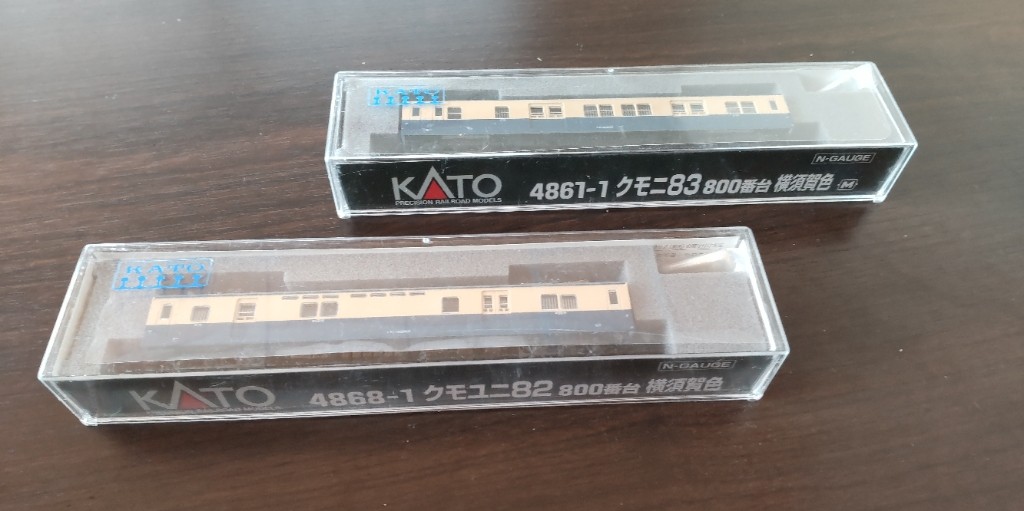 KATO
N-GAUGE
KATO
PRECISION RAILROAD MODELS
4861-1 クモニ83 800番台 横須賀色 M
KATO
N-GAUGE
KATO
4868-1 クモユニ82 800番台 横須賀色